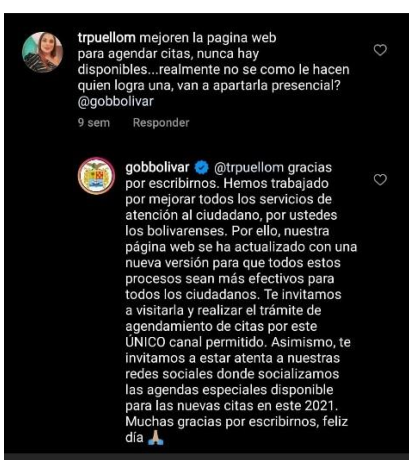 trpuellom mejoren la pagina web
para agendar citas, nunca hay
disponibles...realmente no se como le hacen
quien logra una, van a apartarla presencial?
@gobbolivar
9 sem Responder
gobbolivar @trpuellom gracias
por escribirnos. Hemos trabajado
por mejorar todos los servicios de
atención al ciudadano, por ustedes
los bolivarenses. Por ello, nuestra
página web se ha actualizado con una
nueva versión para que todos estos
procesos sean más efectivos para
todos los ciudadanos. Te invitamos
a visitarla y realizar el trámite de
agendamiento de citas por este
ÚNICO canal permitido. Asimismo, te
invitamos a estar atenta a nuestras
redes sociales donde socializamos
las agendas especiales disponible
para las nuevas citas en este 2021.
Muchas gracias por escribirnos, feliz
día 🙏🏼